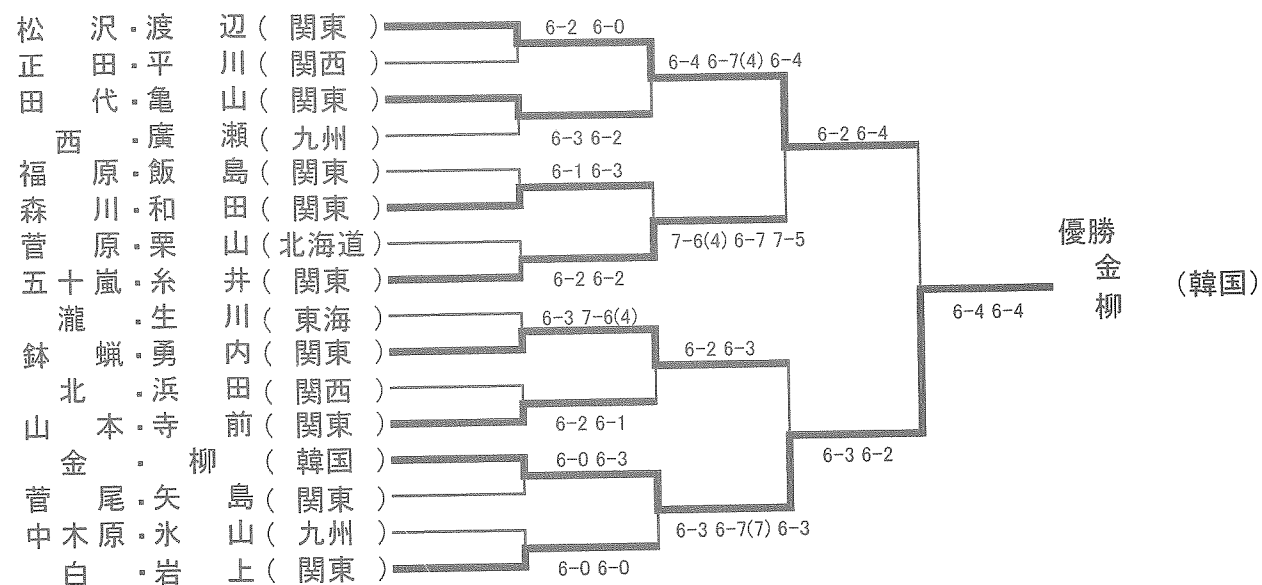 松 沢・渡 辺(関東)
正 田・平 川(関西)
田 代・亀 山(関東)
西 ・廣 瀬(九州)
福 原・飯 島(関東)
森 川・和 田(関東)
菅 原・栗 山(北海道)
五十嵐・糸 井(関東)
瀧 ・生 川(東海)
鉢 蝋・勇 内(関東)
北 ・浜 田(関西)
山 本・寺 前(関東)
金 ・ 柳 (韓国)
菅 尾・矢 島(関東)
中木原・氷 山(九州)
白 ・岩 上(関東)
6-2 6-0
6-3 6-2
6-1 6-3
6-2 6-2
6-3 7-6(4)
6-2 6-1
6-0 6-3
6-0 6-0
6-4 6-7(4) 6-4
7-6(4) 6-7 7-5
6-2 6-3
6-3 6-7(7) 6-3
6-2 6-4
6-3 6-2
6-4 6-4
優勝
金
柳
(韓国)